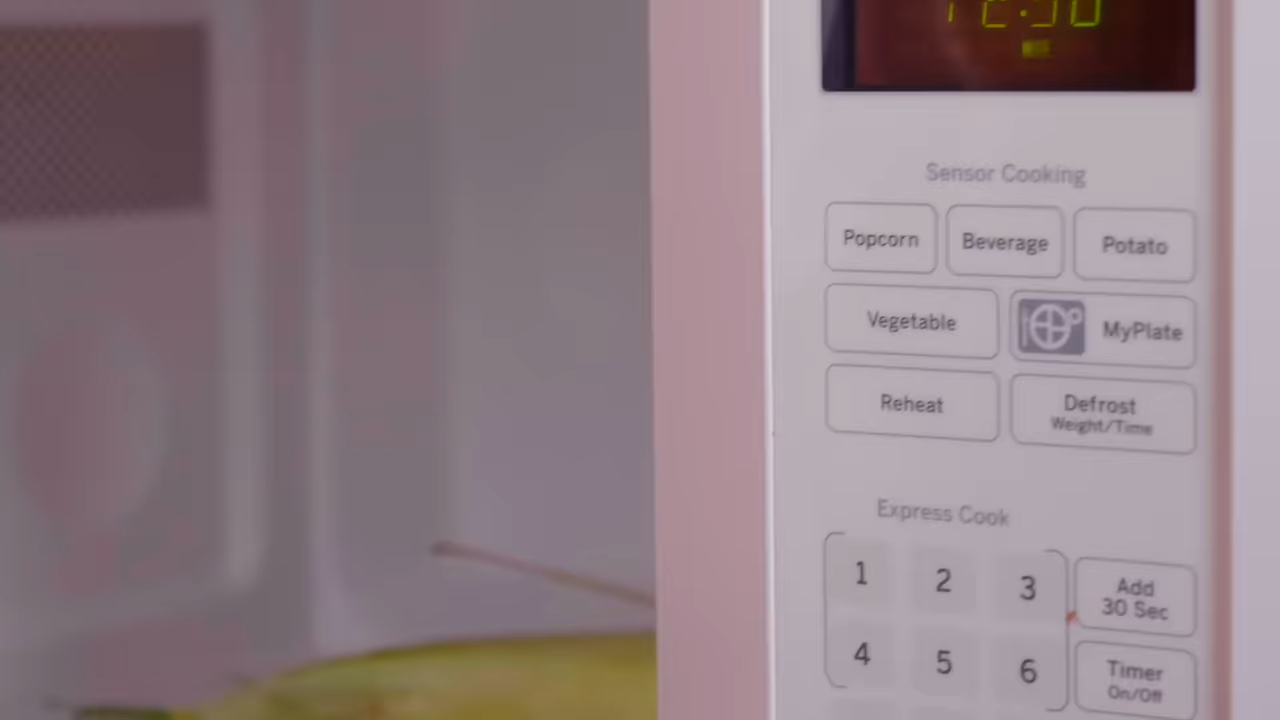 Sensor Cooking
Popcorn
Beverage
Potato
Vegetable
MyPlate
Reheat
Defrost
Weight/Time
Express Cook
1
2
3
Add
30 Sec
4
5
6
Timer
On/Off